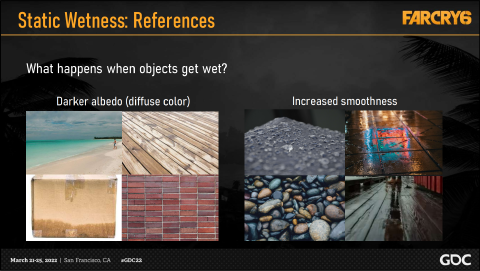 Static Wetness: References
FARCRY6
What happens when objects get wet?
Darker albedo (diffuse color)
Increased smoothness
March 21-25, 2022 | San Francisco, CA #GDC22
GDC